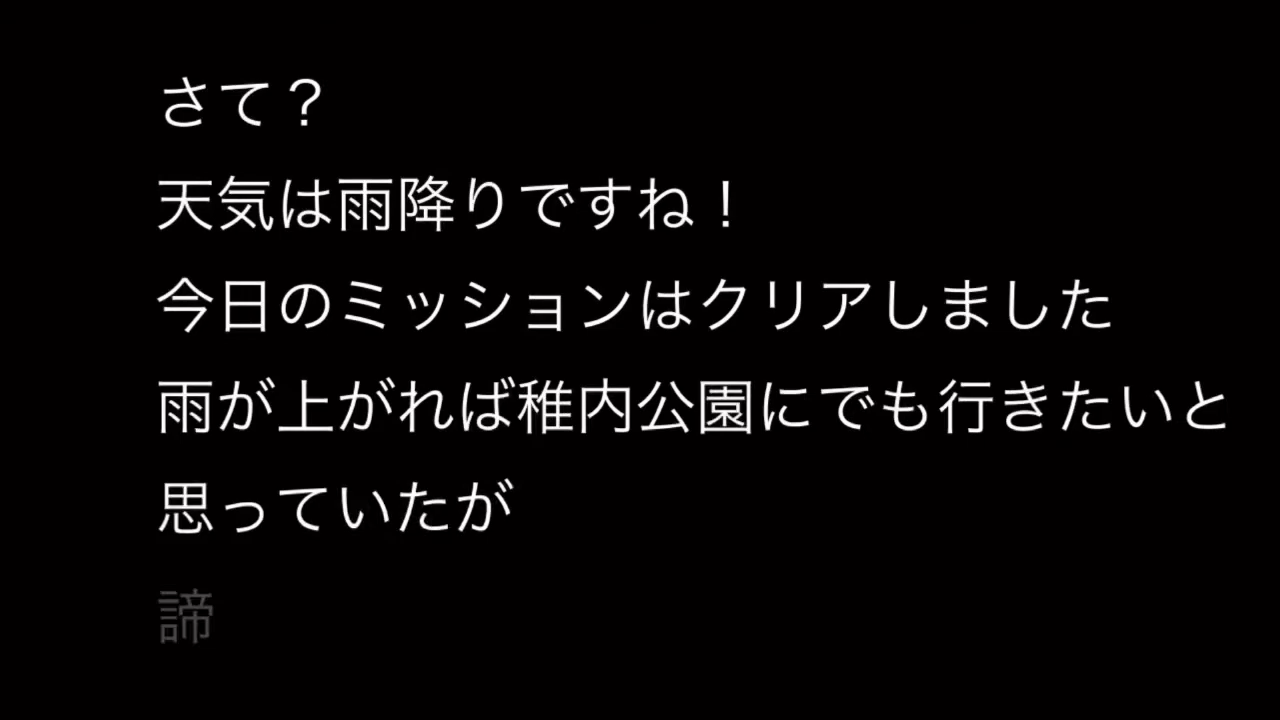 さて？
天気は雨降りですね！
今日のミッションはクリアしました
雨が上がれば稚内公園にでも行きたいと
思っていたが
諦